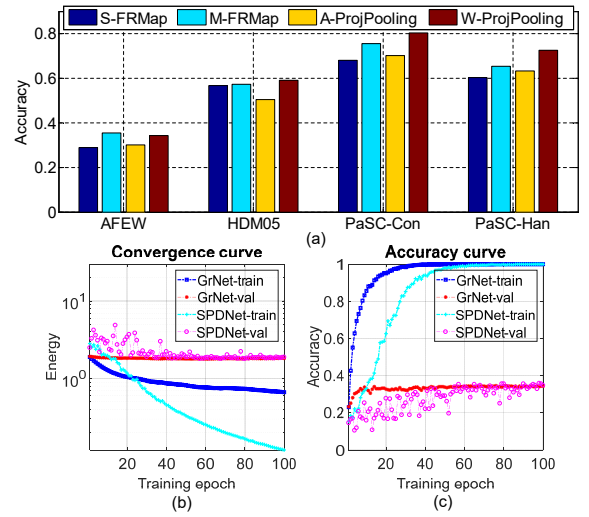 S-FRMap M-FRMap A-ProjPooling W-ProjPooling
0.8
0.6
0.4
0.2
0
Accuracy
AFEW HDM05 PaSC-Con PaSC-Han
(a)
Convergence curve
GrNet-train
GrNet-val
SPDNet-train
SPDNet-val
10^1
10^0
Energy
20 40 60 80 100
Training epoch
(b)
Accuracy curve
GrNet-train
GrNet-val
SPDNet-train
SPDNet-val
1
0.8
0.6
0.4
0.2
0
Accuracy
20 40 60 80 100
Training epoch
(c)